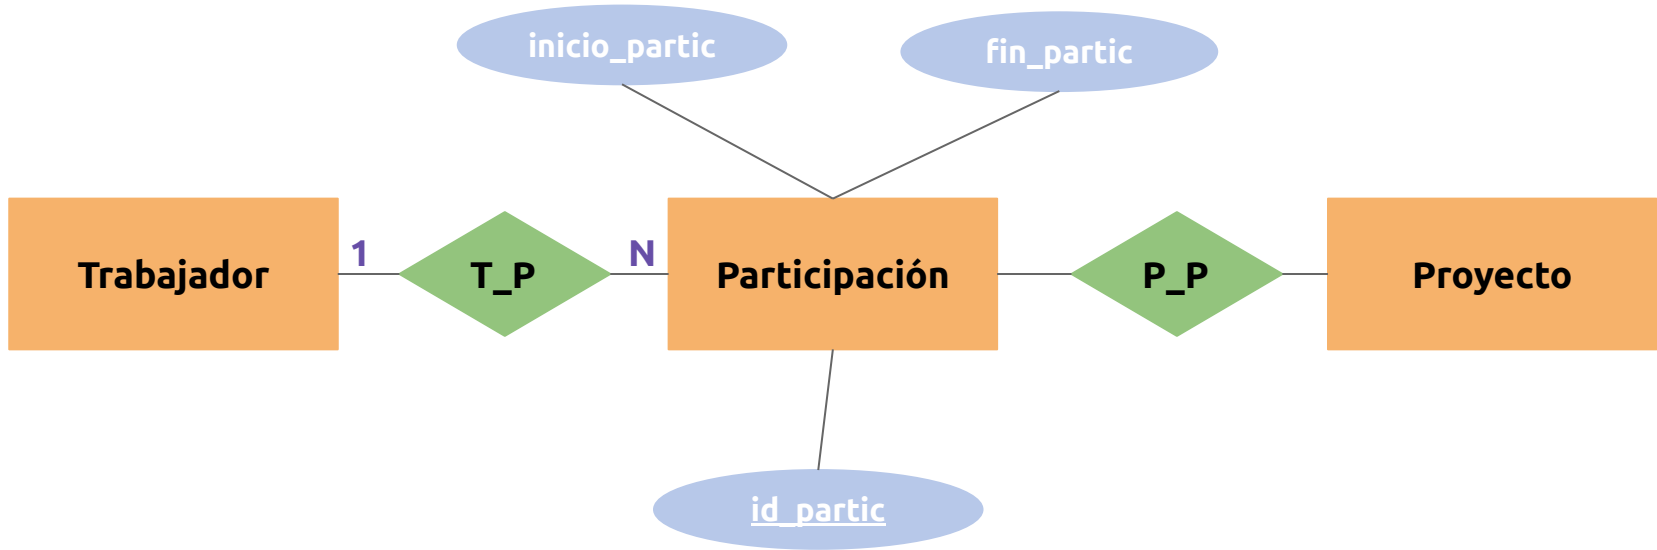 inicio_partic
fin_partic
Trabajador
1
T_P
N
Participación
P_P
Proyecto
id_partic